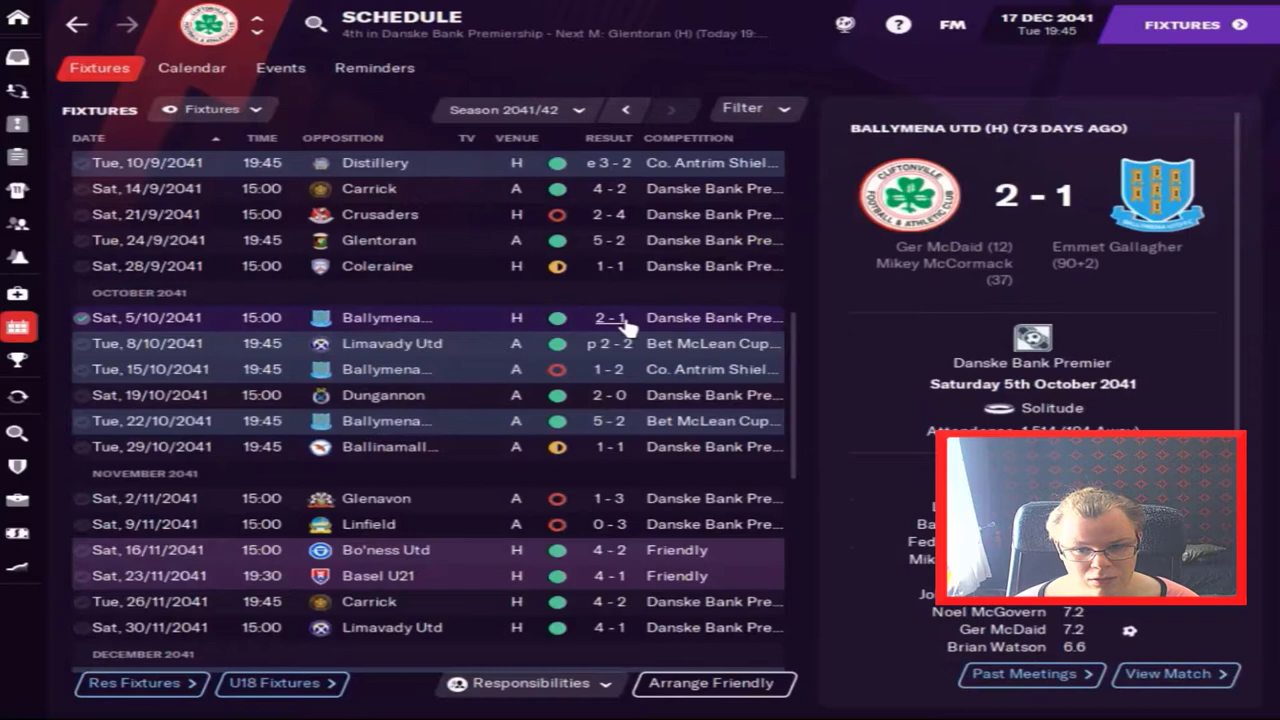 SCHEDULE
4th in Danske Bank Premiership - Next M: Glentoran (H) (Today 19:...
FM
17 DEC 2041
Tue 19:45
FIXTURES
Fixtures Calendar Events Reminders
FIXTURES Fixtures Season 2041/42 Filter
DATE TIME OPPOSITION TV VENUE RESULT COMPETITION
Tue, 10/9/2041 19:45 Distillery H e 3 - 2 Co. Antrim Shiel...
Sat, 14/9/2041 15:00 Carrick A 4 - 2 Danske Bank Pre...
Sat, 21/9/2041 15:00 Crusaders H 2 - 4 Danske Bank Pre...
Tue, 24/9/2041 19:45 Glentoran A 5 - 2 Danske Bank Pre...
Sat, 28/9/2041 15:00 Coleraine H 1 - 1 Danske Bank Pre...
OCTOBER 2041
Sat, 5/10/2041 15:00 Ballymena... H 2 - 1 Danske Bank Pre...
Tue, 8/10/2041 19:45 Limavady Utd A p 2 - 2 Bet McLean Cup...
Tue, 15/10/2041 19:45 Ballymena... A 1 - 2 Co. Antrim Shiel...
Sat, 19/10/2041 15:00 Dungannon A 2 - 0 Danske Bank Pre...
Tue, 22/10/2041 19:45 Ballymena... A 5 - 2 Bet McLean Cup...
Tue, 29/10/2041 19:45 Ballinamall... A 1 - 1 Danske Bank Pre...
NOVEMBER 2041
Sat, 2/11/2041 15:00 Glenavon A 1 - 3 Danske Bank Pre...
Sat, 9/11/2041 15:00 Linfield A 0 - 3 Danske Bank Pre...
Sat, 16/11/2041 15:00 Bo'ness Utd H 4 - 2 Friendly
Sat, 23/11/2041 19:30 Basel U21 H 4 - 1 Friendly
Tue, 26/11/2041 19:45 Carrick H 4 - 2 Danske Bank Pre...
Sat, 30/11/2041 15:00 Limavady Utd H 4 - 1 Danske Bank Pre...
DECEMBER 2041
Res Fixtures U18 Fixtures Responsibilities Arrange Friendly
BALLYMENA UTD (H) (73 DAYS AGO)
CLIFTONVILLE
FOOTBALL & ATHLETIC CLUB
2 - 1
Ger McDaid (12)
Mikey McCormack
(37)
Emmet Gallagher
(90+2)
Danske Bank Premier
Saturday 5th October 2041
Solitude
Noel McGovern 7.2
Ger McDaid 7.2
Brian Watson 6.6
Past Meetings View Match